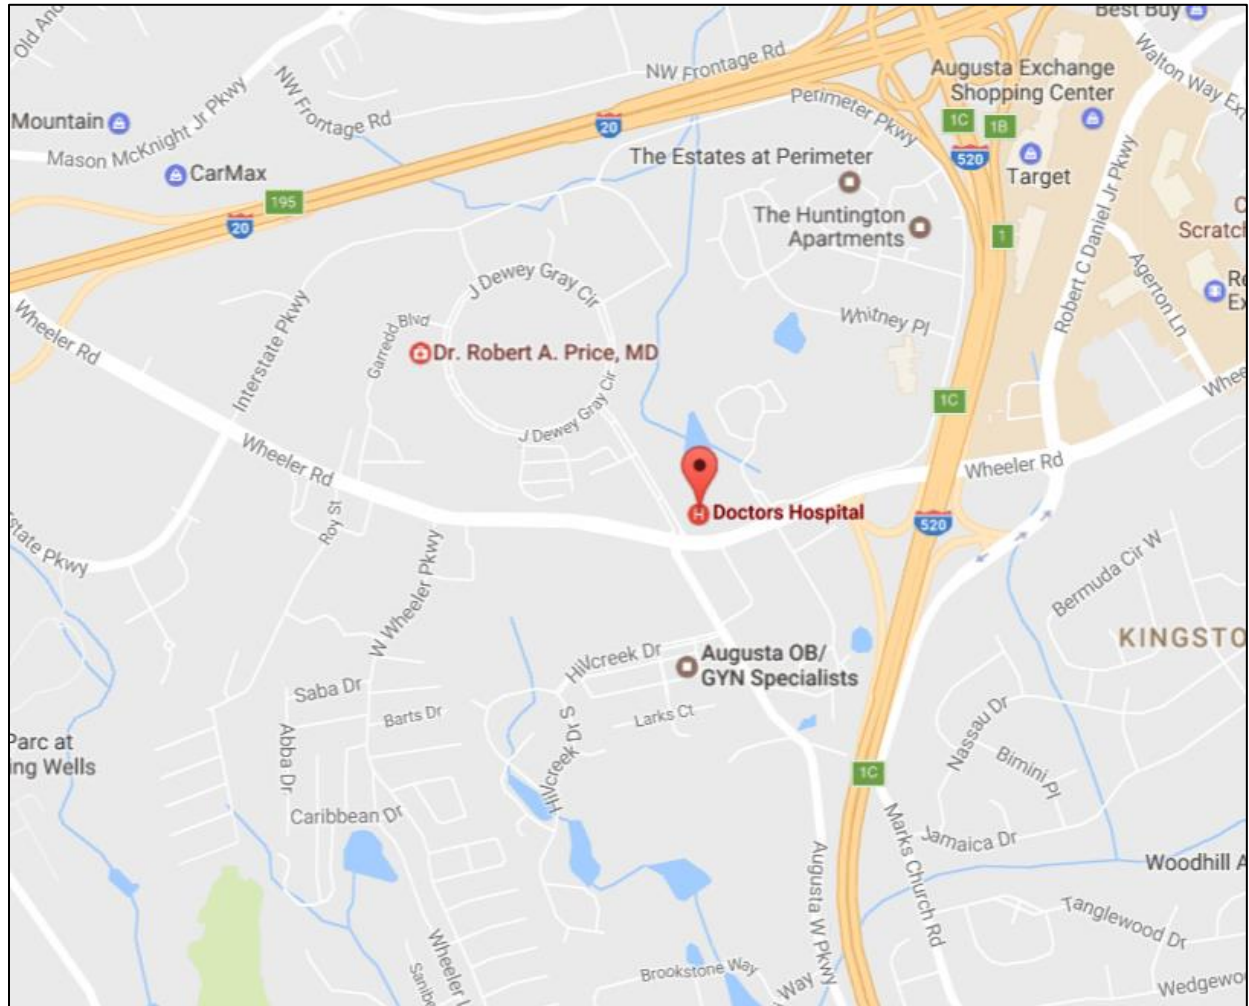 Best Buy
Old And
NW Frontage Rd
Walton Way Ext
Augusta Exchange
Shopping Center
NW Frontage Rd
Mason McKnight Jr Pkwy
Mountain
Perimeter Pkwy
1C
1B
20
The Estates at Perimeter
520
Target
CarMax
195
20
The Huntington
Apartments
1
Robert C Daniel Jr Pkwy
Scratch
Agerton Ln
J Dewey Gray Cir
Wheeler Rd
Interstate Pkwy
Garredd Blvd
Whitney Pl
Dr. Robert A. Price, MD
J Dewey Gray Cir
1C
Whee
Wheeler Rd
Wheeler Rd
Roy St
Doctors Hospital
520
state Pkwy
W Wheeler Pkwy
Bermuda Cir W
KINGSTO
Hillcreek Dr
Augusta OB/
GYN Specialists
Saba Dr
Barts Dr
Larks Ct
Abba Dr
Hillcreek Dr S
Nassau Dr
Parc at
ing Wells
Bimini Pl
1C
Caribbean Dr
Marks Church Rd
Jamaica Dr
Augusta W Pkwy
Woodhill A
Tanglewood Dr
Wheeler
Sanibe
Brookstone Way
Way
Wedgewo